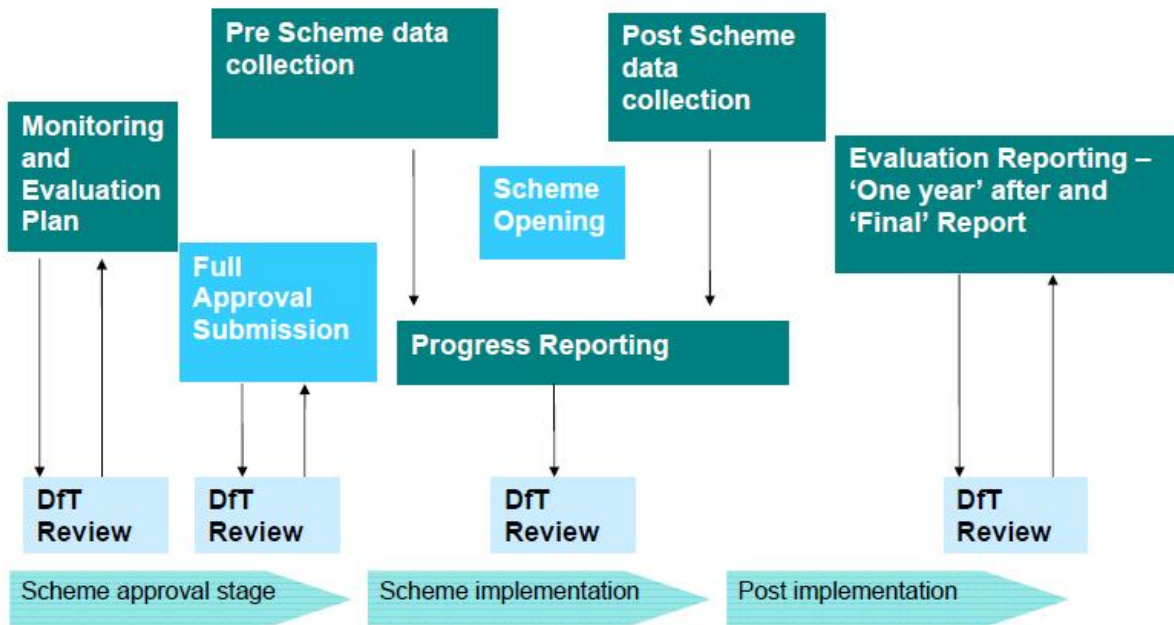 Pre Scheme data
collection
Post Scheme
data
collection
Monitoring
and
Evaluation
Plan
Evaluation Reporting –
‘One year’ after and
‘Final’ Report
Scheme
Opening
Full
Approval
Submission
Progress Reporting
DfT
Review
DfT
Review
DfT
Review
DfT
Review
Scheme approval stage
Scheme implementation
Post implementation